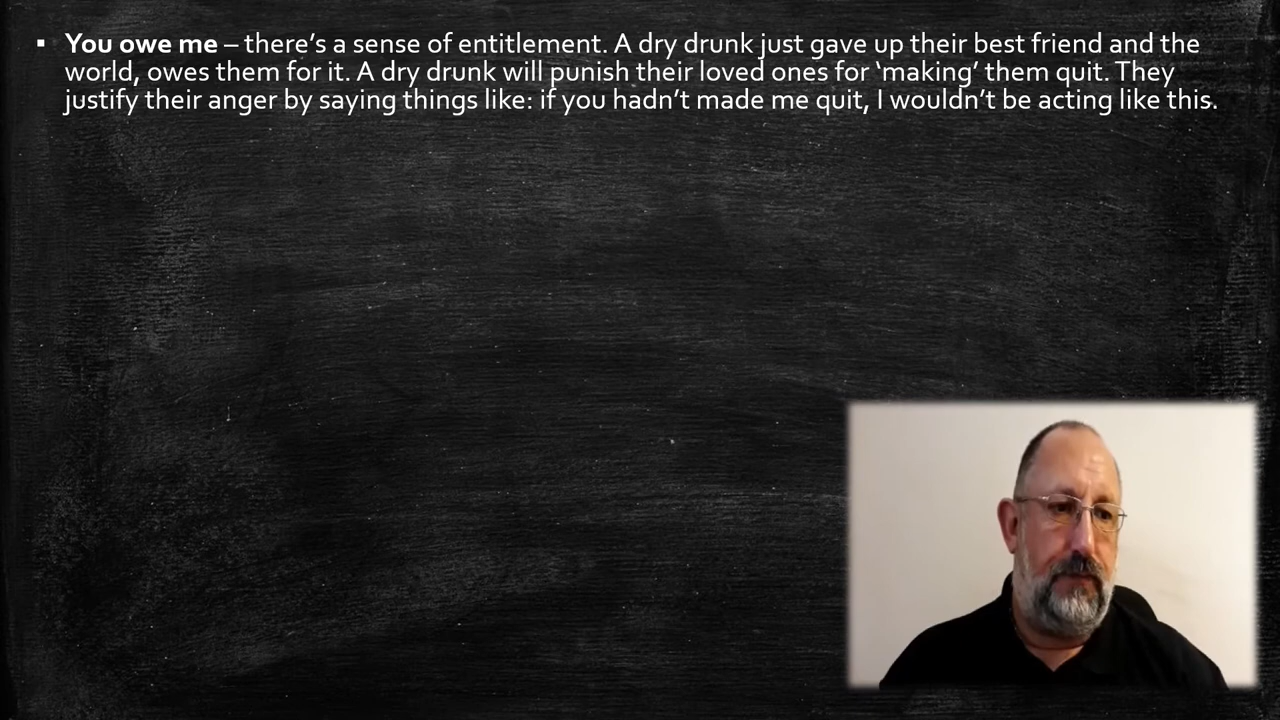 ▪ You owe me – there’s a sense of entitlement. A dry drunk just gave up their best friend and the
world, owes them for it. A dry drunk will punish their loved ones for ‘making’ them quit. They
justify their anger by saying things like: if you hadn’t made me quit, I wouldn’t be acting like this.